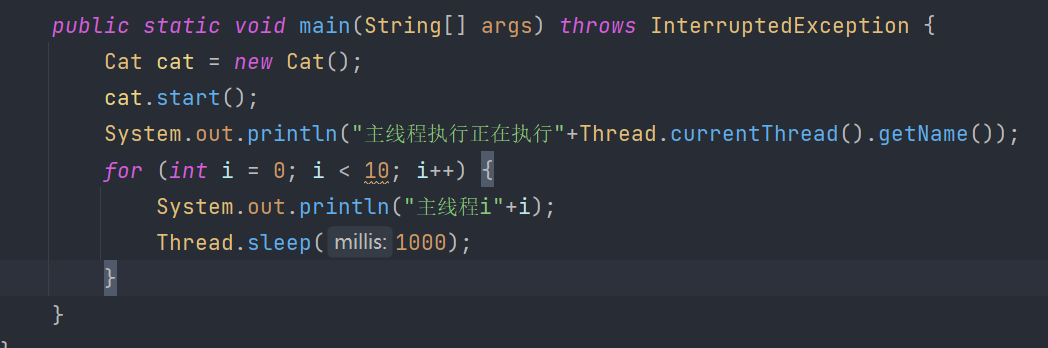 public static void main(String[] args) throws InterruptedException {
Cat cat = new Cat();
cat.start();
System.out.println("主线程执行正在执行"+Thread.currentThread().getName());
for (int i = 0; i < 10; i++) {
System.out.println("主线程i"+i);
Thread.sleep( millis: 1000);
}
}
}